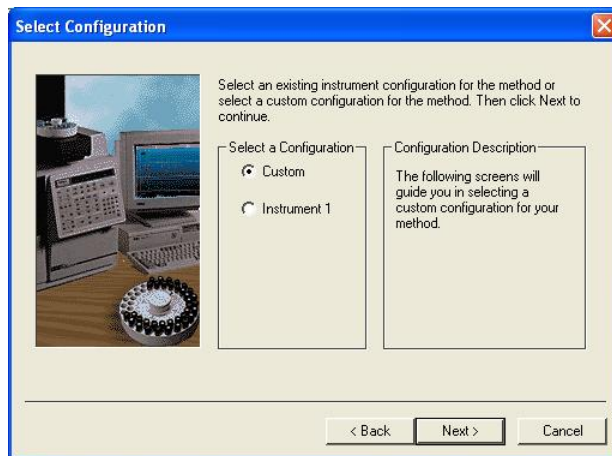 Select Configuration
Select an existing instrument configuration for the method or
select a custom configuration for the method. Then click Next to
continue.
Select a Configuration
Custom
Instrument 1
Configuration Description
The following screens will
guide you in selecting a
custom configuration for your
method.
< Back
Next >
Cancel